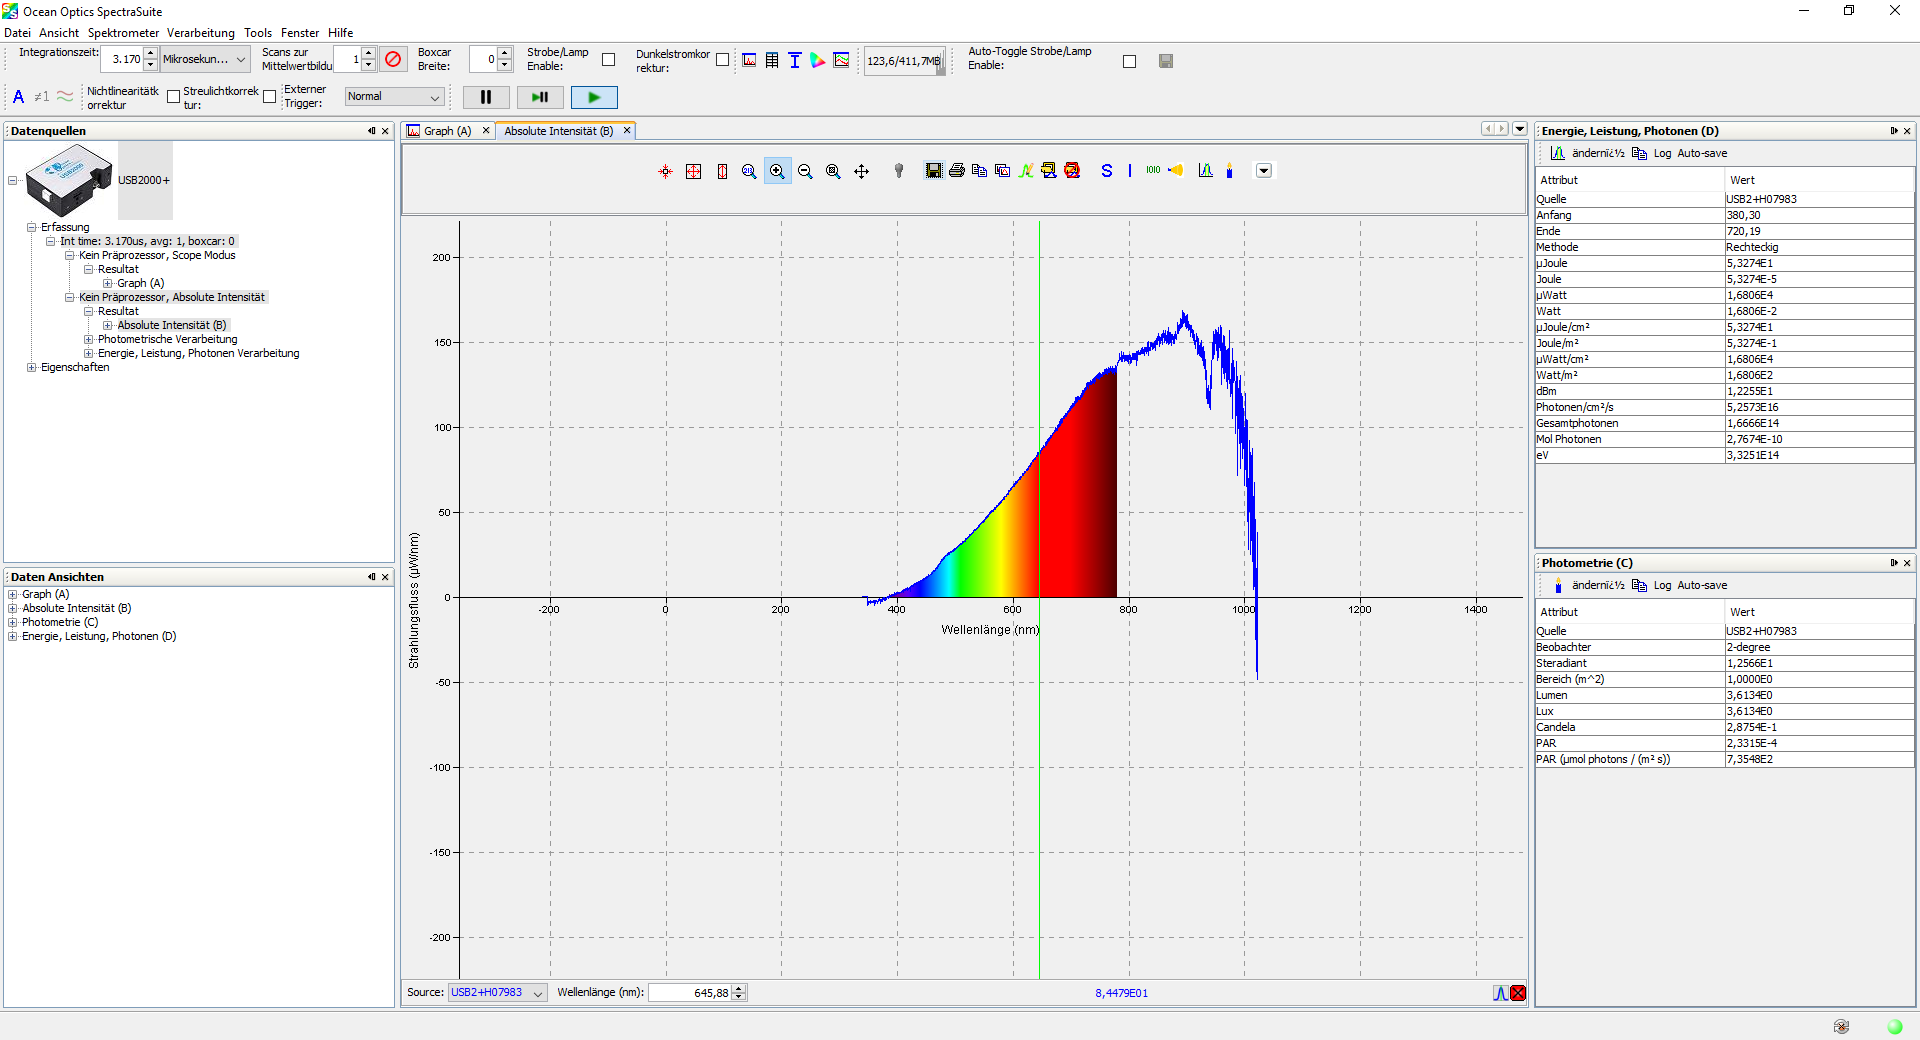 Ocean Optics SpectraSuite
Datei Ansicht Spektrometer Verarbeitung Tools Fenster Hilfe
Integrationszeit: 3.170 Mikrosekun... Scans zur Mittelwertbildu 1 Boxcar Breite: 0 Strobe/Lamp Enable: Dunkelstromko rektur: 123,6/411,7MB Auto-Toggle Strobe/Lamp Enable:
A ≠1 Nichtlinearitätk orrektur Streulichtkorrek tur: Externer Trigger: Normal
Datenquellen
USB2000+
Erfassung
Int time: 3.170us, avg: 1, boxcar: 0
Kein Präprozessor, Scope Modus
Resultat
Graph (A)
Kein Präprozessor, Absolute Intensität
Resultat
Absolute Intensität (B)
Photometrische Verarbeitung
Energie, Leistung, Photonen Verarbeitung
Eigenschaften
Daten Ansichten
Graph (A)
Absolute Intensität (B)
Photometrie (C)
Energie, Leistung, Photonen (D)
Graph (A) Absolute Intensität (B)
S I 1010
200
150
100
50
0
-50
-100
-150
-200
-200 0 200 400 600 800 1000 1200 1400
Wellenlänge (nm)
Strahlungsfluss (µW/nm)
Source: USB2+H07983 Wellenlänge (nm): 645,88 8,4479E01
Energie, Leistung, Photonen (D)
ändernï¿½ Log Auto-save
Attribut Wert
Quelle USB2+H07983
Anfang 380,30
Ende 720,19
Methode Rechteckig
µJoule 5,3274E1
Joule 5,3274E-5
µWatt 1,6806E4
Watt 1,6806E-2
µJoule/cm² 5,3274E1
Joule/m² 5,3274E-1
µWatt/cm² 1,6806E4
Watt/m² 1,6806E2
dBm 1,2255E1
Photonen/cm²/s 5,2573E16
Gesamtphotonen 1,6666E14
Mol Photonen 2,7674E-10
eV 3,3251E14
Photometrie (C)
ändernï¿½ Log Auto-save
Attribut Wert
Quelle USB2+H07983
Beobachter 2-degree
Steradiant 1,2566E1
Bereich (m^2) 1,0000E0
Lumen 3,6134E0
Lux 3,6134E0
Candela 2,8754E-1
PAR 2,3315E-4
PAR (µmol photons / (m² s)) 7,3548E2